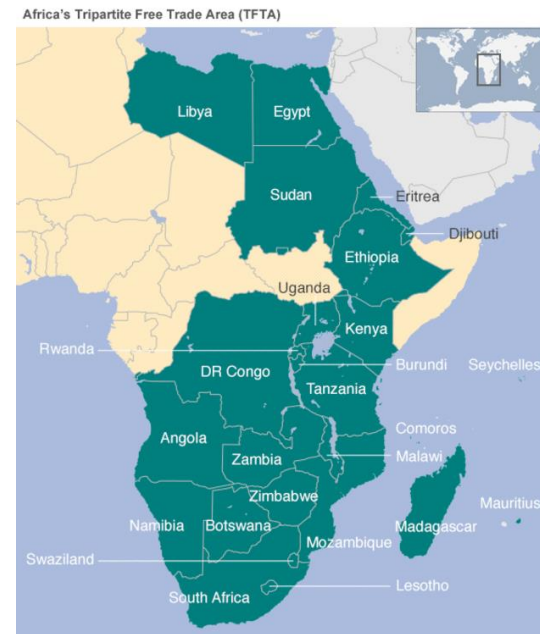 Africa's Tripartite Free Trade Area (TFTA)
Libya
Egypt
Sudan
Eritrea
Djibouti
Ethiopia
Uganda
Kenya
Rwanda
DR Congo
Burundi
Seychelles
Tanzania
Comoros
Angola
Malawi
Zambia
Zimbabwe
Mauritius
Namibia
Botswana
Madagascar
Mozambique
Swaziland
Lesotho
South Africa